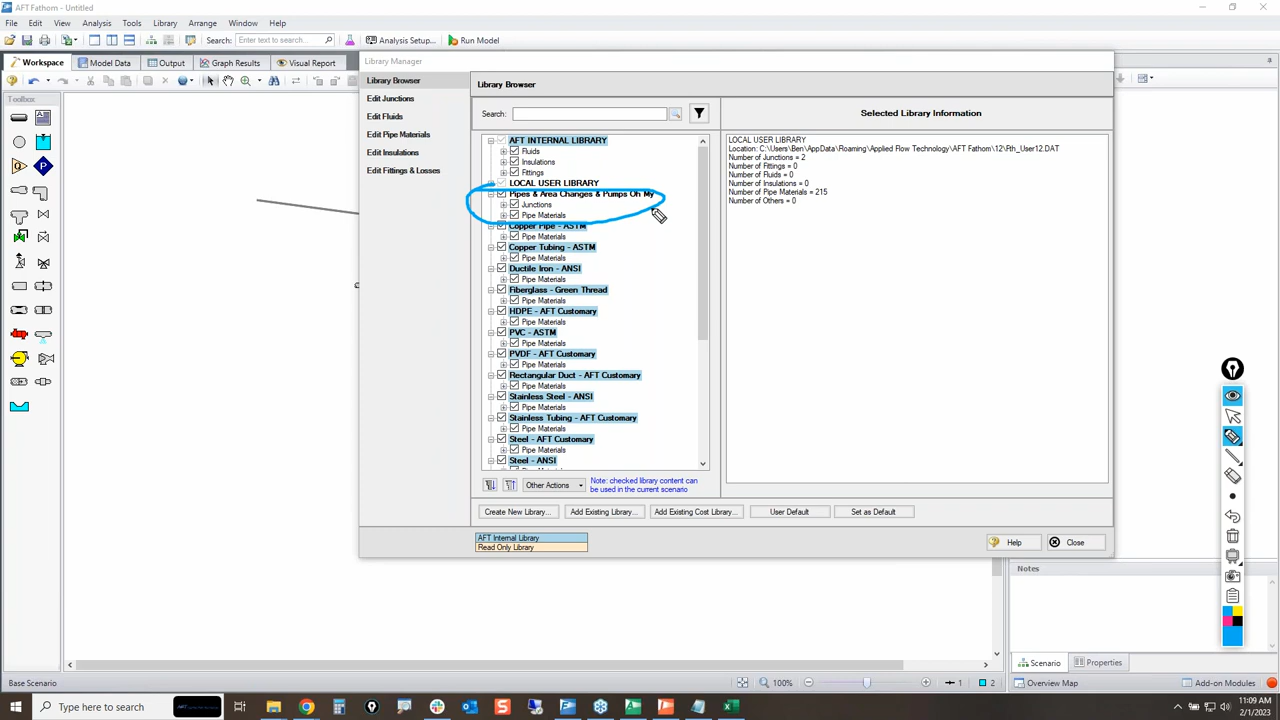 AFT Fathom - Untitled
File Edit View Analysis Tools Library Arrange Window Help
Search: Enter text to search... Analysis Setup... Run Model
Workspace Model Data Output Graph Results Visual Report
Library Manager
Toolbox
Library Browser
Edit Junctions
Edit Fluids
Edit Pipe Materials
Edit Insulations
Edit Fittings & Losses
Library Browser
Search:
AFT INTERNAL LIBRARY
Fluids
Insulations
Fittings
LOCAL USER LIBRARY
Pipes & Area Changes & Pumps Oh My
Junctions
Pipe Materials
Copper Pipe - ASTM
Pipe Materials
Copper Tubing - ASTM
Pipe Materials
Ductile Iron - ANSI
Pipe Materials
Fiberglass - Green Thread
Pipe Materials
HDPE - AFT Customary
Pipe Materials
PVC - ASTM
Pipe Materials
PVDF - AFT Customary
Pipe Materials
Rectangular Duct - AFT Customary
Pipe Materials
Stainless Steel - ANSI
Pipe Materials
Stainless Tubing - AFT Customary
Pipe Materials
Steel - AFT Customary
Pipe Materials
Steel - ANSI
Other Actions
Note: checked library content can
be used in the current scenario
Selected Library Information
LOCAL USER LIBRARY
Location: C:\Users\Ben\AppData\Roaming\Applied Flow Technology\AFT Fathom\12\Fth_User12.DAT
Number of Junctions = 2
Number of Fittings = 0
Number of Fluids = 0
Number of Insulations = 0
Number of Pipe Materials = 215
Number of Others = 0
Create New Library... Add Existing Library... Add Existing Cost Library... User Default Set as Default
AFT Internal Library
Read Only Library
Help Close
Notes
Scenario Properties
Base Scenario 100% 1 2 Overview Map Add-on Modules
Type here to search
11:09 AM
2/1/2023